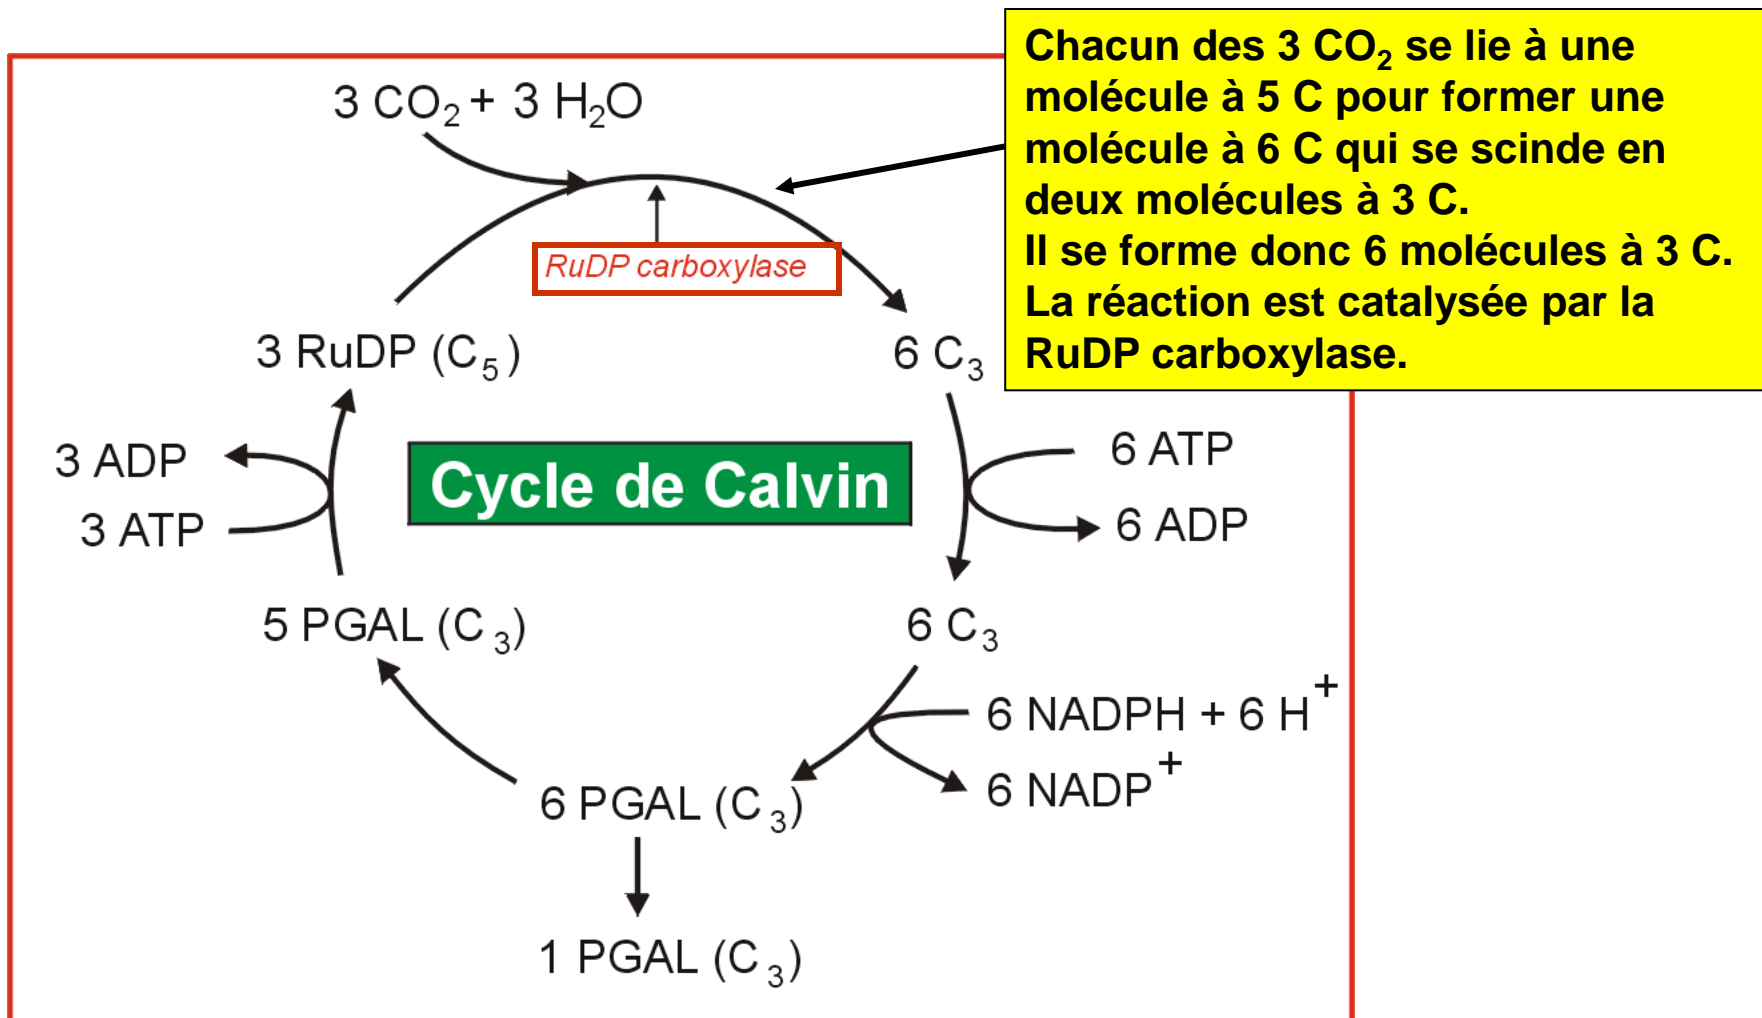 Chacun des 3 CO₂ se lie à une
molécule à 5 C pour former une
molécule à 6 C qui se scinde en
deux molécules à 3 C.
Il se forme donc 6 molécules à 3 C.
La réaction est catalysée par la
RuDP carboxylase.
3 CO₂ + 3 H₂O
RuDP carboxylase
3 RuDP (C₅)
6 C₃
Cycle de Calvin
3 ADP
3 ATP
6 ATP
6 ADP
5 PGAL (C₃)
6 C₃
6 NADPH + 6 H⁺
6 NADP⁺
6 PGAL (C₃)
1 PGAL (C₃)